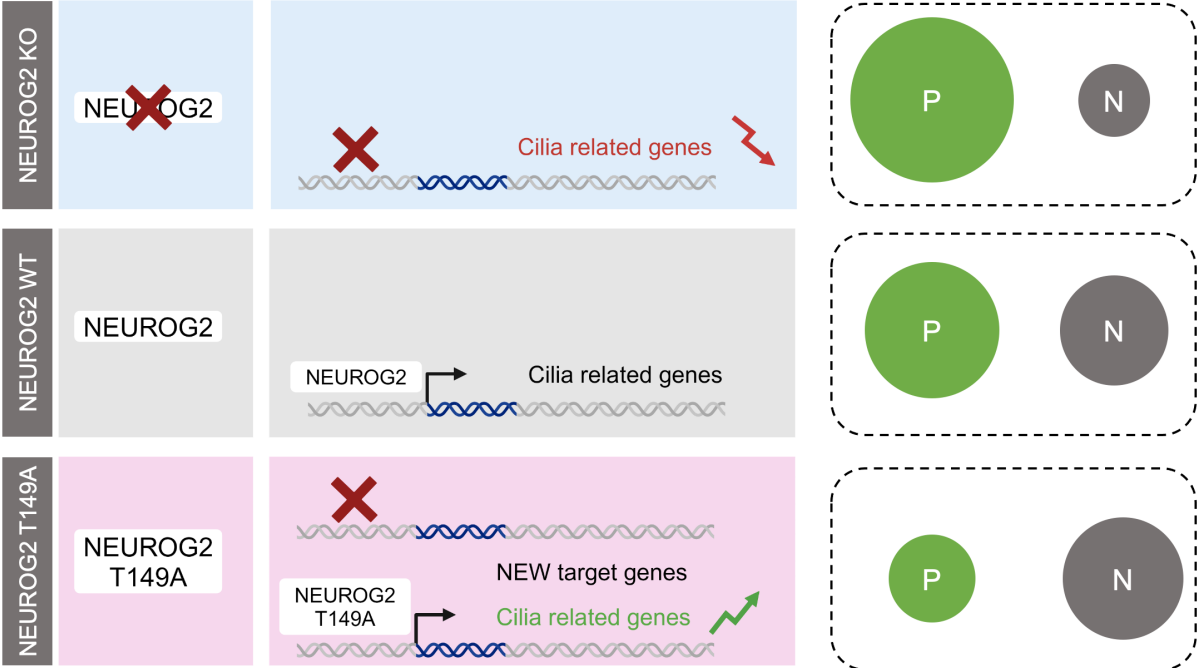 NEUROG2 KO
NEUROG2
Cilia related genes
P
N
NEUROG2 WT
NEUROG2
NEUROG2
Cilia related genes
P
N
NEUROG2 T149A
NEUROG2
T149A
NEW target genes
NEUROG2
T149A
Cilia related genes
P
N